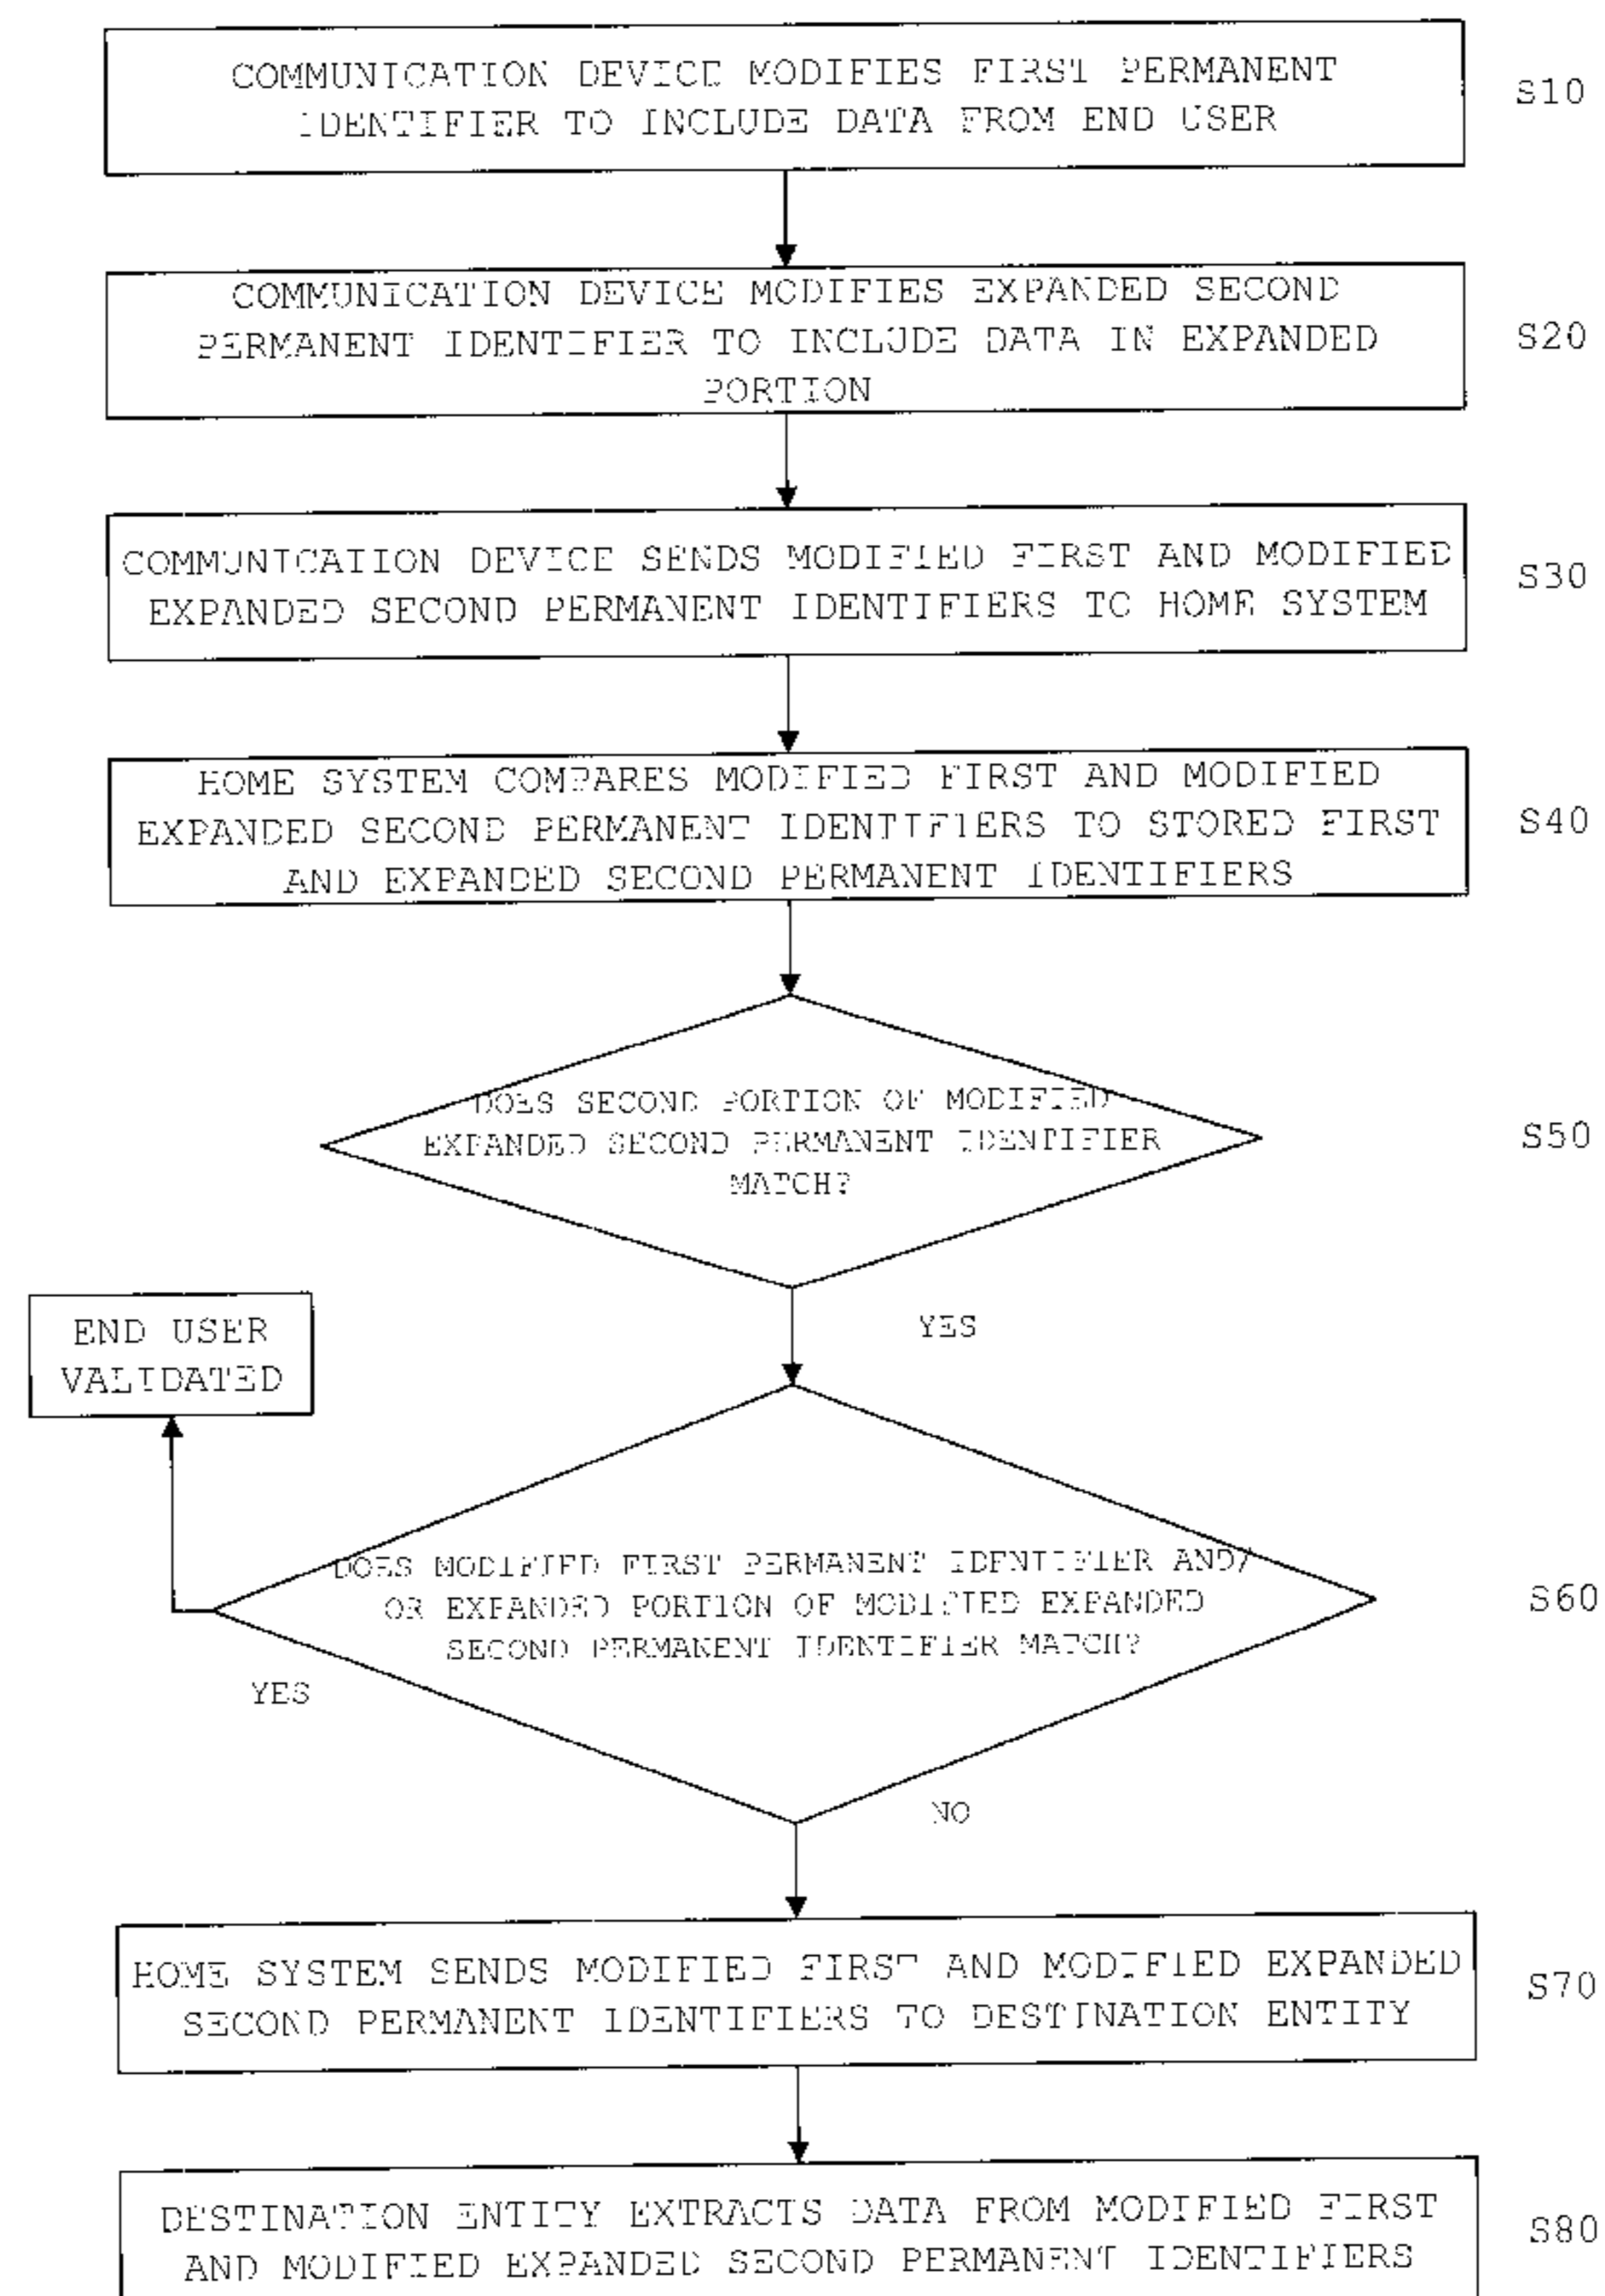 COMMUNICATION DEVICE MODIFIES FIRST PERMANENT
IDENTIFIER TO INCLUDE DATA FROM END USER
S10
COMMUNICATION DEVICE MODIFIES EXPANDED SECOND
PERMANENT IDENTIFIER TO INCLUDE DATA IN EXPANDED
PORTION
S20
COMMUNICATION DEVICE SENDS MODIFIED FIRST AND MODIFIED
EXPANDED SECOND PERMANENT IDENTIFIERS TO HOME SYSTEM
S30
HOME SYSTEM COMPARES MODIFIED FIRST AND MODIFIED
EXPANDED SECOND PERMANENT IDENTIFIERS TO STORED FIRST
AND EXPANDED SECOND PERMANENT IDENTIFIERS
S40
DOES SECOND PORTION OF MODIFIED
EXPANDED SECOND PERMANENT IDENTIFIER
MATCH?
S50
YES
END USER
VALIDATED
DOES MODIFIED FIRST PERMANENT IDENTIFIER AND/
OR EXPANDED PORTION OF MODIFIED EXPANDED
SECOND PERMANENT IDENTIFIER MATCH?
S60
YES
NO
HOME SYSTEM SENDS MODIFIED FIRST AND MODIFIED EXPANDED
SECOND PERMANENT IDENTIFIERS TO DESTINATION ENTITY
S70
DESTINATION ENTITY EXTRACTS DATA FROM MODIFIED FIRST
AND MODIFIED EXPANDED SECOND PERMANENT IDENTIFIERS
S80